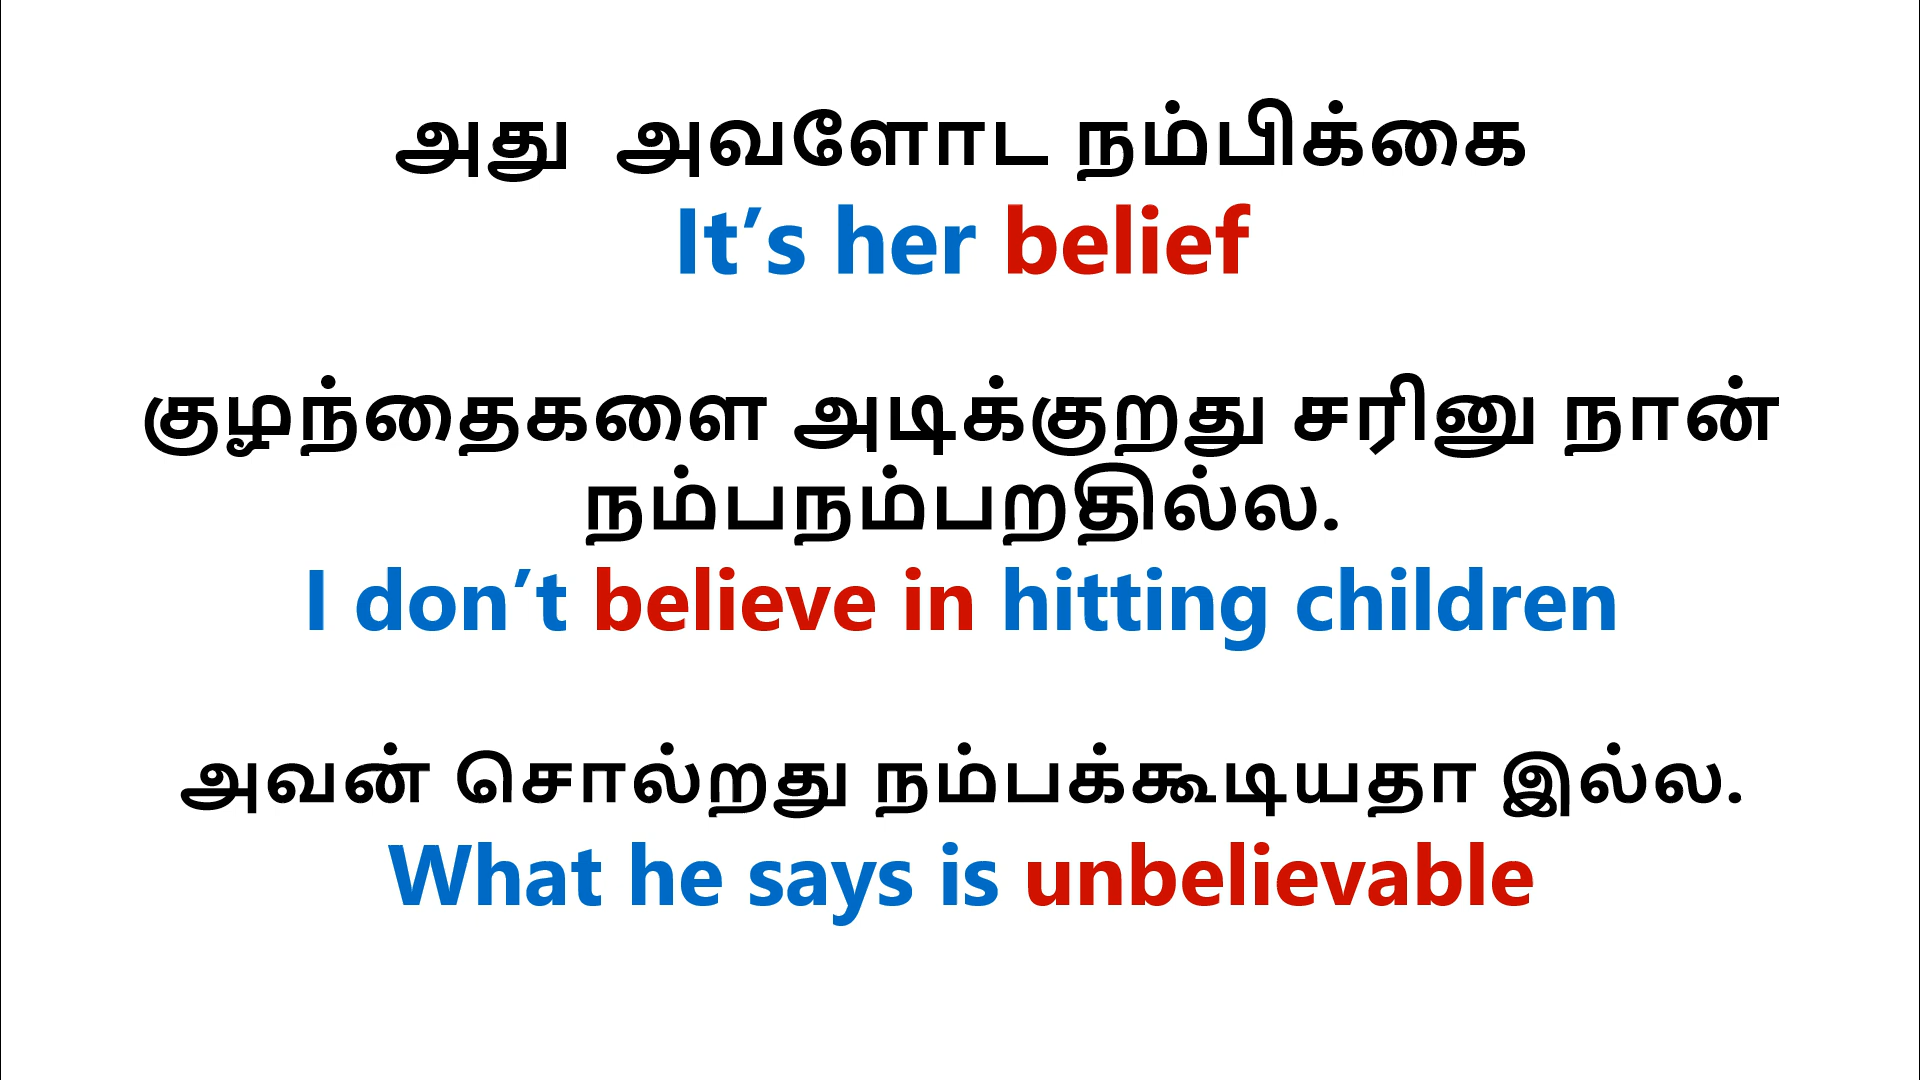 அது அவளோட நம்பிக்கை
It’s her belief
குழந்தைகளை அடிக்குறது சரினு நான்
நம்பநம்பறதில்ல.
I don’t believe in hitting children
அவன் சொல்றது நம்பக்கூடியதா இல்ல.
What he says is unbelievable